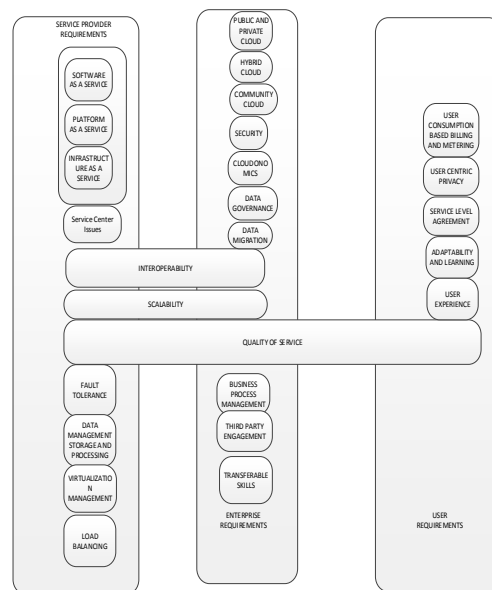 SERVICE PROVIDER
REQUIREMENTS
SOFTWARE
AS A SERVICE
PLATFORM
AS A SERVICE
INFRASTRUCT
URE AS A
SERVICE
Service Center
Issues
PUBLIC AND
PRIVATE
CLOUD
HYBRID
CLOUD
COMMUNITY
CLOUD
SECURITY
CLOUDONO
MICS
DATA
GOVERNANCE
DATA
MIGRATION
USER
CONSUMPTION
BASED BILLING
AND METERING
USER CENTRIC
PRIVACY
SERVICE LEVEL
AGREEMENT
ADAPTABILITY
AND LEARNING
USER
EXPERIENCE
INTEROPERABILITY
SCALABILITY
QUALITY OF SERVICE
FAULT
TOLERANCE
DATA
MANAGEMENT
STORAGE AND
PROCESSING
VIRTUALIZATIO
N
MANAGEMENT
LOAD
BALANCING
BUSINESS
PROCESS
MANAGEMENT
THIRD PARTY
ENGAGEMENT
TRANSFERABLE
SKILLS
ENTERPRISE
REQUIREMENTS
USER
REQUIREMENTS